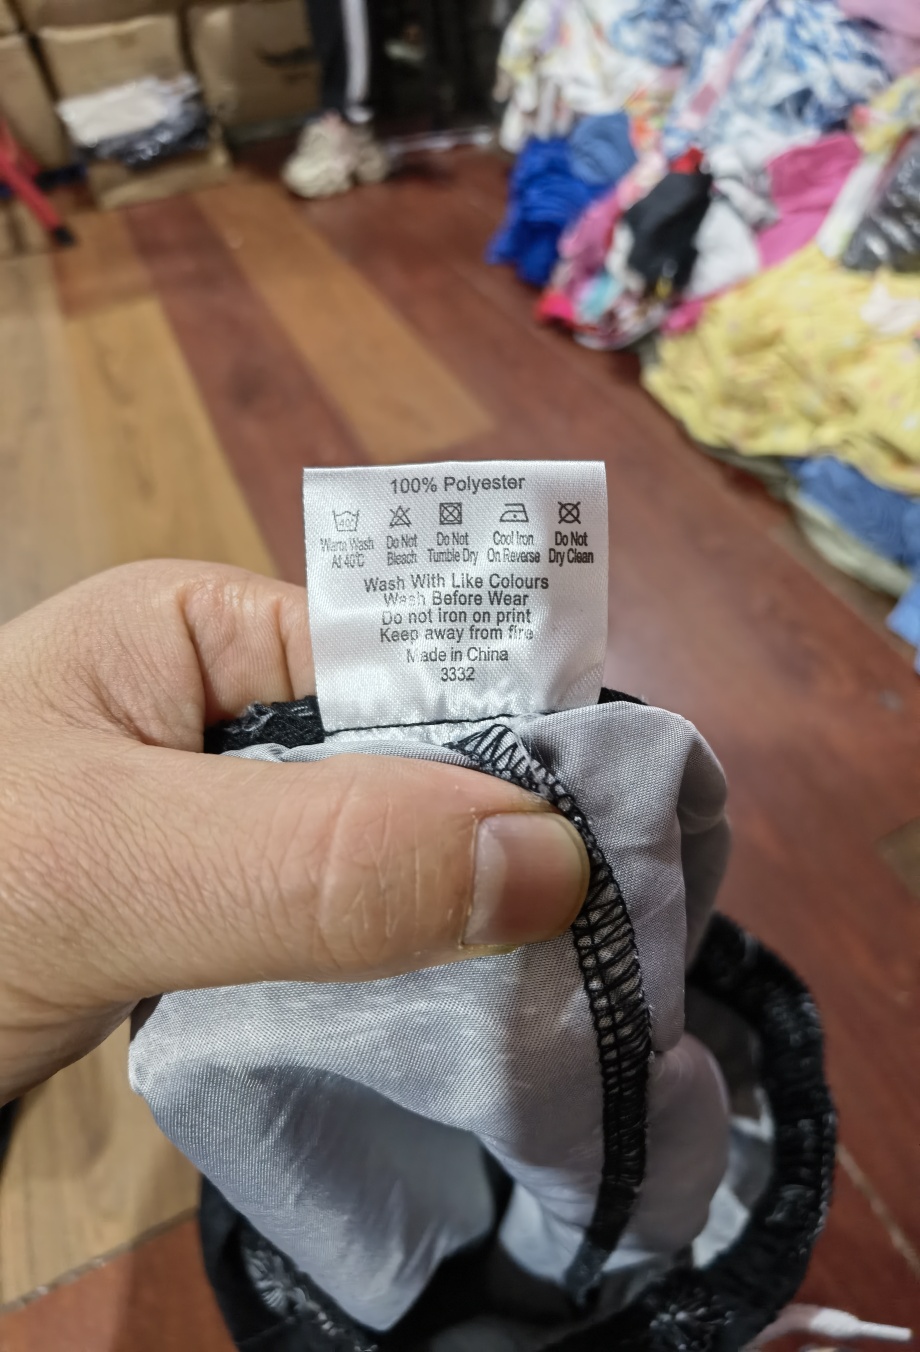 100% Polyester
40
Warm Wash At 40℃
Do Not Bleach
Do Not Tumble Dry
Cool Iron On Reverse
Do Not Dry Clean
Wash With Like Colours
Wash Before Wear
Do not iron on print
Keep away from fire
Made in China
3332